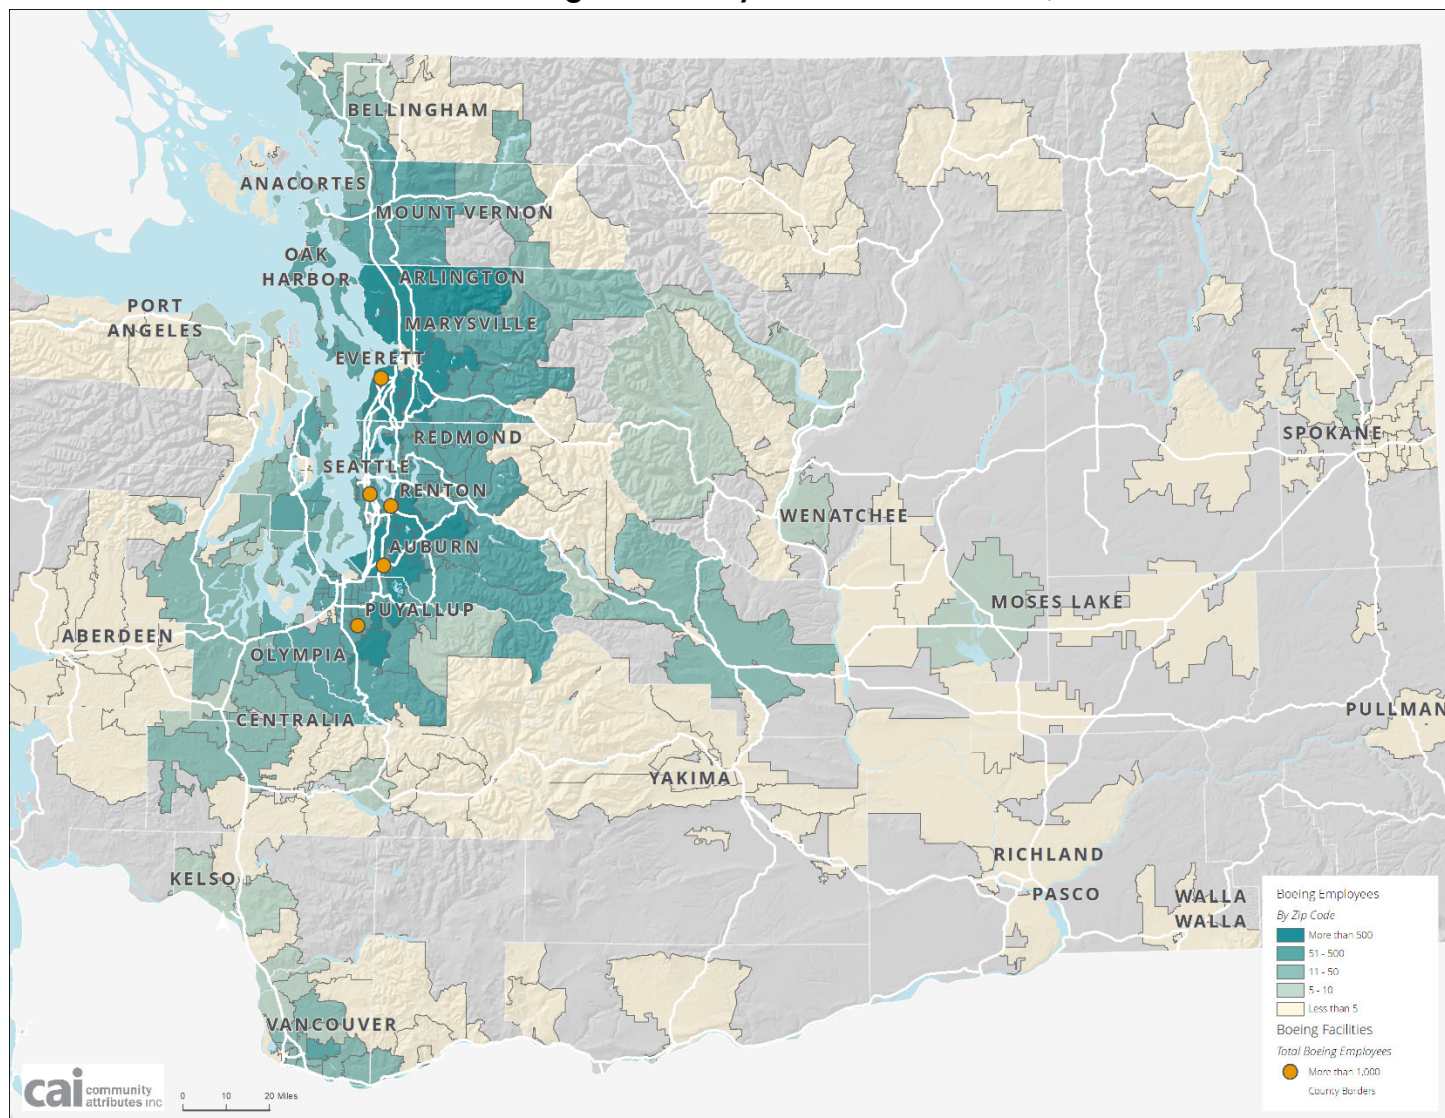 BELLINGHAM
ANACORTES
MOUNT VERNON
OAK
HARBOR
ARLINGTON
PORT
ANGELES
MARYSVILLE
EVERETT
REDMOND
SPOKANE
SEATTLE
RENTON
WENATCHEE
AUBURN
MOSES LAKE
PUYALLUP
ABERDEEN
OLYMPIA
PULLMAN
CENTRALIA
YAKIMA
RICHLAND
KELSO
PASCO
WALLA
WALLA
VANCOUVER
Boeing Employees
By Zip Code
More than 500
51 - 500
11 - 50
5 - 10
Less than 5
Boeing Facilities
Total Boeing Employees
More than 1,000
County Borders
cai community
attributes inc
0 10 20 Miles